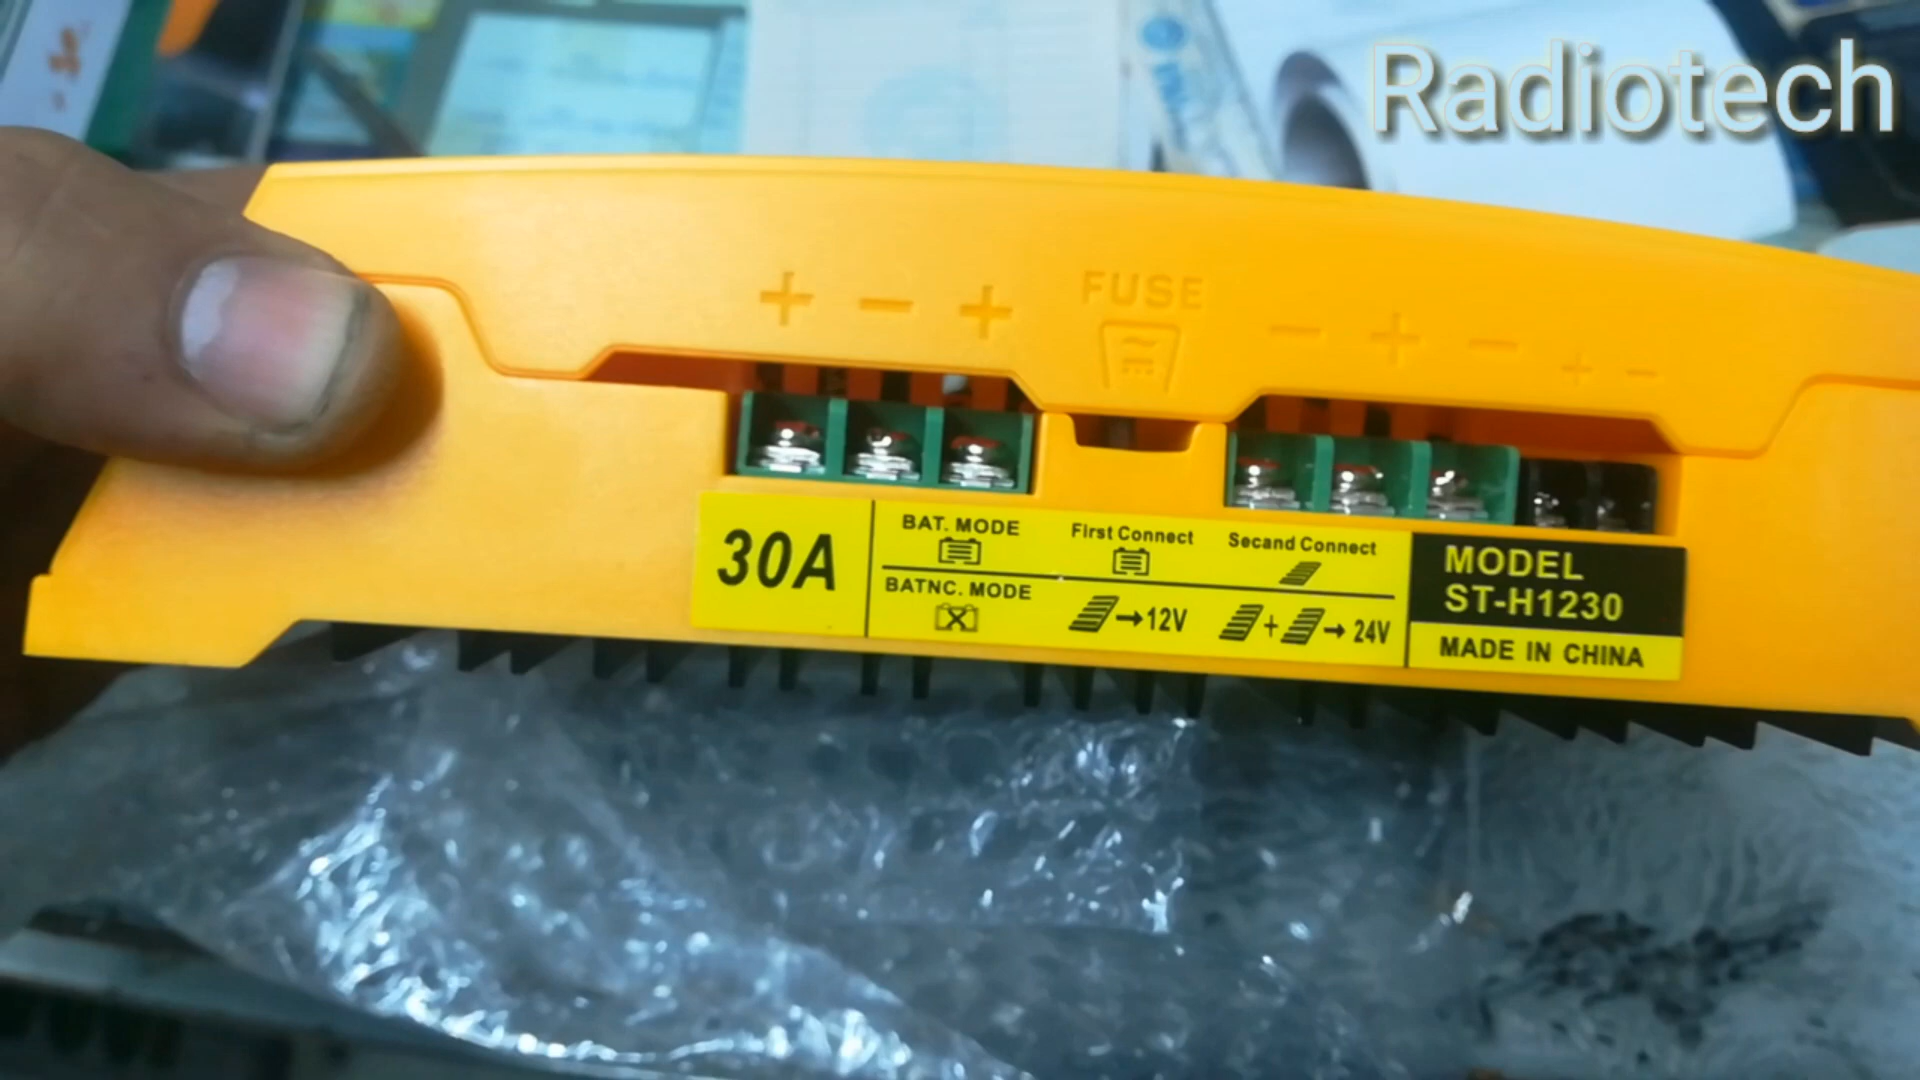 Radiotech
+ − + FUSE − + − + −
30A
BAT. MODE First Connect Secand Connect
BATNC. MODE →12V + → 24V
MODEL
ST-H1230
MADE IN CHINA